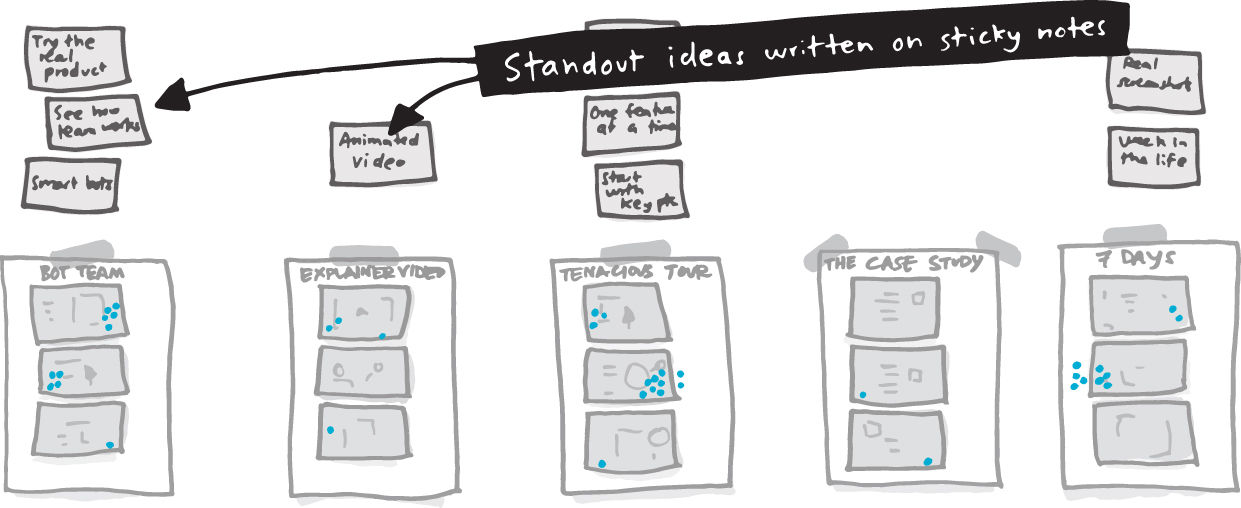 Standout ideas written on sticky notes
Try the
real
product
See how
team works
Smart bots
Animated
video
One feature
at a time
Start
with
key pt.
Real
screenshot
Week in
the life
BOT TEAM
EXPLAINER VIDEO
TENACIOUS TOUR
THE CASE STUDY
7 DAYS